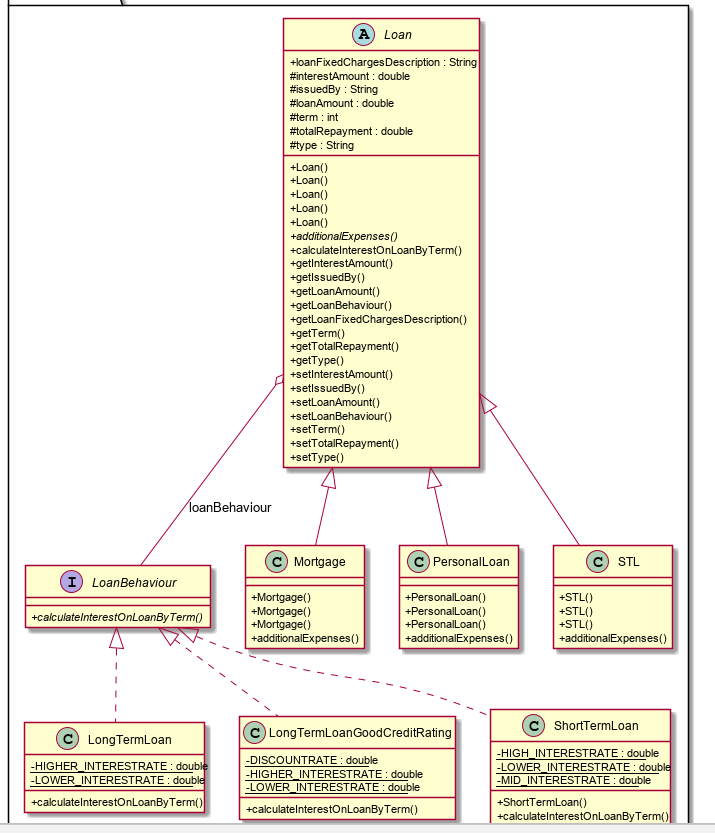 A Loan
+loanFixedChargesDescription : String
#interestAmount : double
#issuedBy : String
#loanAmount : double
#term : int
#totalRepayment : double
#type : String
+Loan()
+Loan()
+Loan()
+Loan()
+Loan()
+additionalExpenses()
+calculateInterestOnLoanByTerm()
+getInterestAmount()
+getIssuedBy()
+getLoanAmount()
+getLoanBehaviour()
+getLoanFixedChargesDescription()
+getTerm()
+getTotalRepayment()
+getType()
+setInterestAmount()
+setIssuedBy()
+setLoanAmount()
+setLoanBehaviour()
+setTerm()
+setTotalRepayment()
+setType()
loanBehaviour
I LoanBehaviour
+calculateInterestOnLoanByTerm()
C Mortgage
+Mortgage()
+Mortgage()
+Mortgage()
+additionalExpenses()
C PersonalLoan
+PersonalLoan()
+PersonalLoan()
+PersonalLoan()
+additionalExpenses()
C STL
+STL()
+STL()
+STL()
+additionalExpenses()
C LongTermLoan
-HIGHER_INTERESTRATE : double
-LOWER_INTERESTRATE : double
+calculateInterestOnLoanByTerm()
C LongTermLoanGoodCreditRating
-DISCOUNTRATE : double
-HIGHER_INTERESTRATE : double
-LOWER_INTERESTRATE : double
+calculateInterestOnLoanByTerm()
C ShortTermLoan
-HIGH_INTERESTRATE : double
-LOWER_INTERESTRATE : double
-MID_INTERESTRATE : double
+ShortTermLoan()
+calculateInterestOnLoanByTerm()